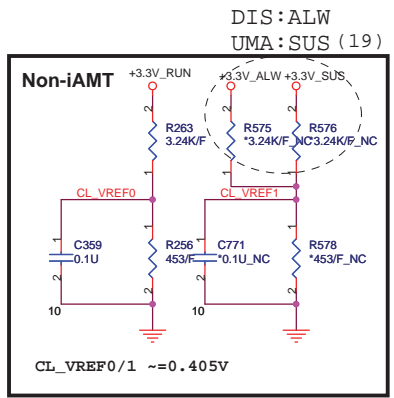 DIS:ALW
UMA:SUS (19)
Non-iAMT
+3.3V_RUN
+3.3V_ALW +3.3V_SUS
2
2
2
R263
3.24K/F
R575
*3.24K/F_NC
R576
*3.24K/F_NC
1
1
1
CL_VREF0
CL_VREF1
1
1
1
1
C359
0.1U
R256
453/F
C771
*0.1U_NC
R578
*453/F_NC
2
2
2
2
10
10
CL_VREF0/1 ~=0.405V